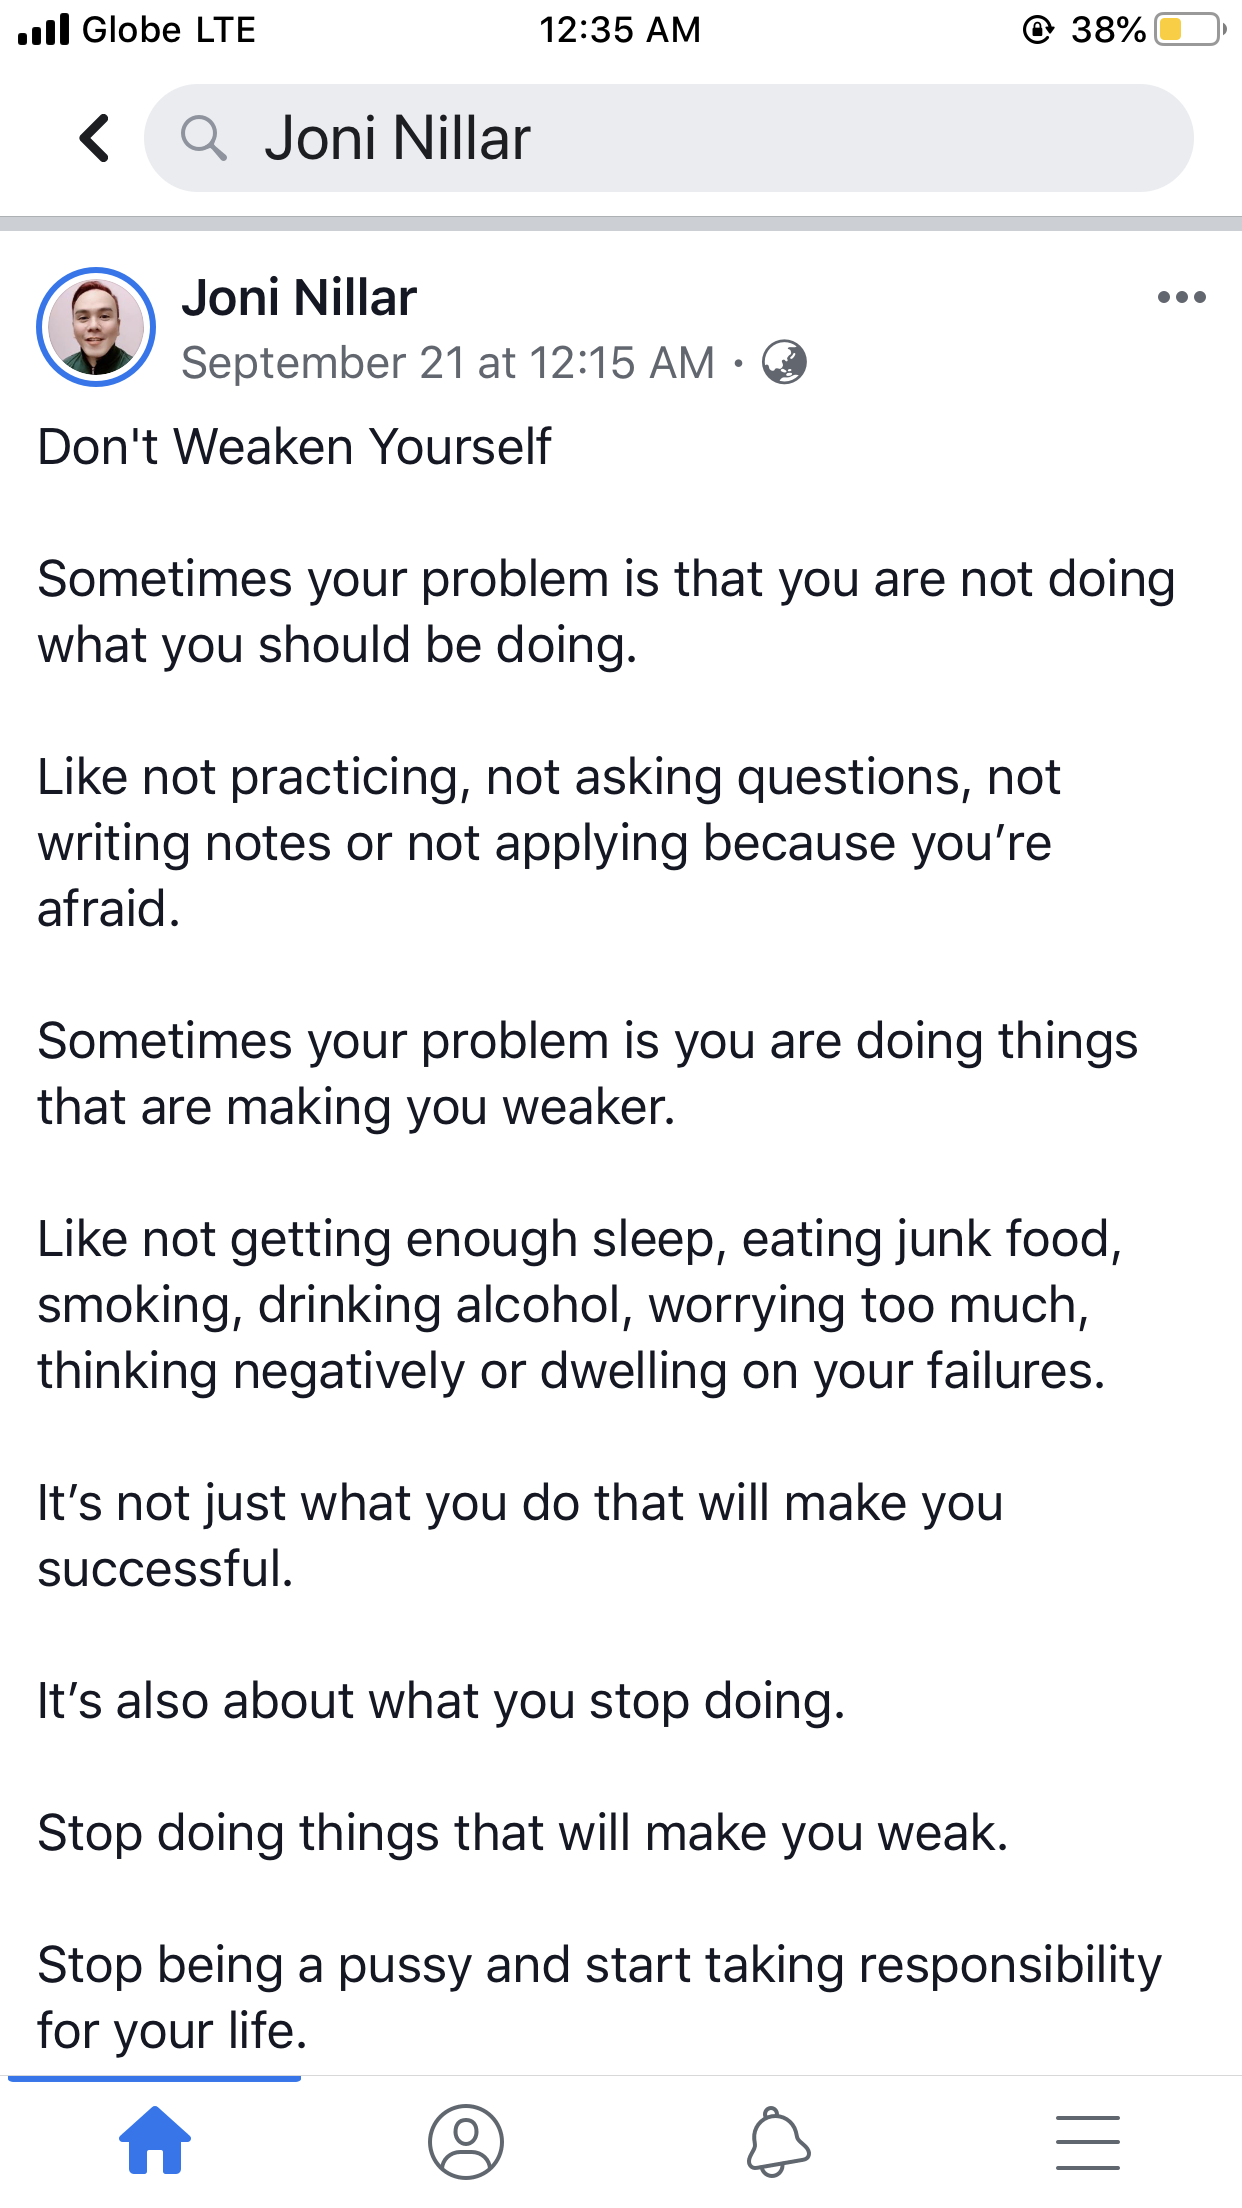 Globe LTE 12:35 AM 38%
Joni Nillar
Joni Nillar
September 21 at 12:15 AM ·
Don't Weaken Yourself
Sometimes your problem is that you are not doing
what you should be doing.
Like not practicing, not asking questions, not
writing notes or not applying because you’re
afraid.
Sometimes your problem is you are doing things
that are making you weaker.
Like not getting enough sleep, eating junk food,
smoking, drinking alcohol, worrying too much,
thinking negatively or dwelling on your failures.
It’s not just what you do that will make you
successful.
It’s also about what you stop doing.
Stop doing things that will make you weak.
Stop being a pussy and start taking responsibility
for your life.